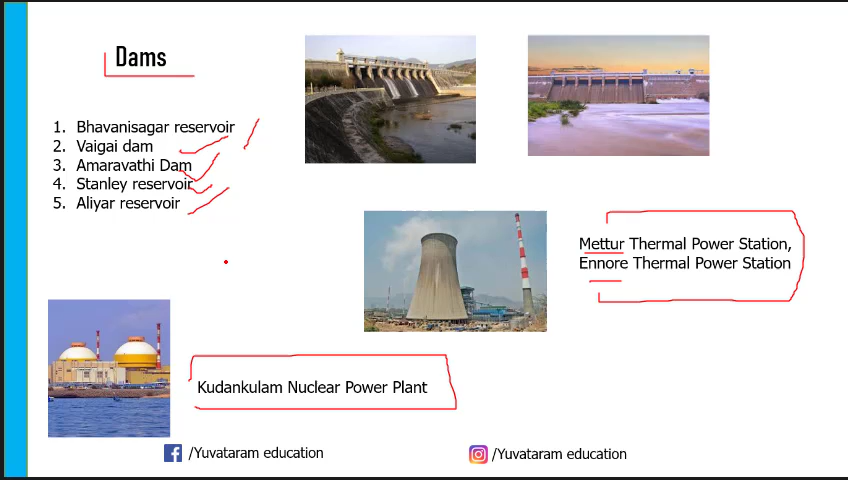 Dams
1. Bhavanisagar reservoir
2. Vaigai dam
3. Amaravathi Dam
4. Stanley reservoir
5. Aliyar reservoir
Mettur Thermal Power Station,
Ennore Thermal Power Station
Kudankulam Nuclear Power Plant
/Yuvataram education
/Yuvataram education